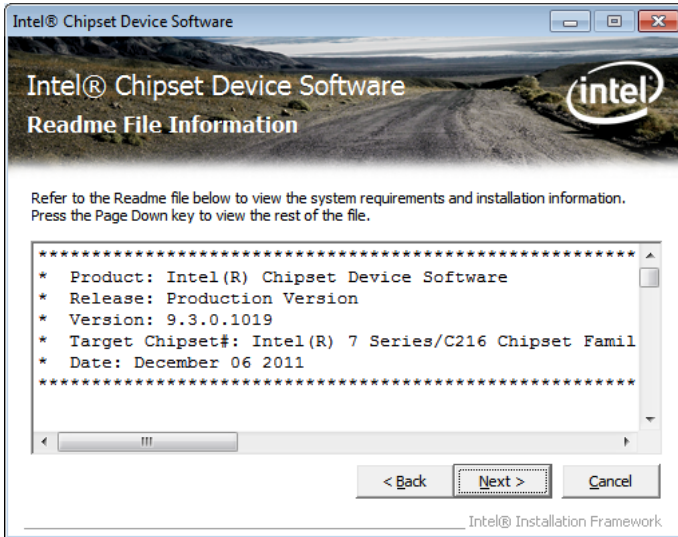 Intel® Chipset Device Software
Intel® Chipset Device Software
intel
Readme File Information
Refer to the Readme file below to view the system requirements and installation information.
Press the Page Down key to view the rest of the file.
*********************************************************
*  Product: Intel(R) Chipset Device Software
*  Release: Production Version
*  Version: 9.3.0.1019
*  Target Chipset#: Intel(R) 7 Series/C216 Chipset Famil
*  Date: December 06 2011
*********************************************************
< Back
Next >
Cancel
Intel® Installation Framework